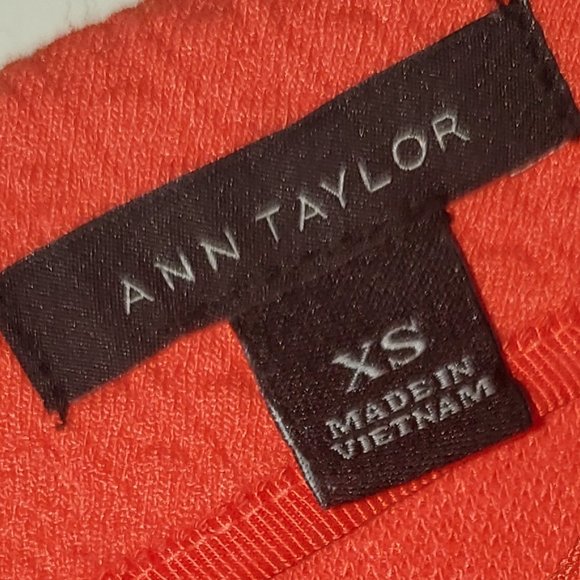 ANN TAYLOR
XS
MADE IN
VIETNAM